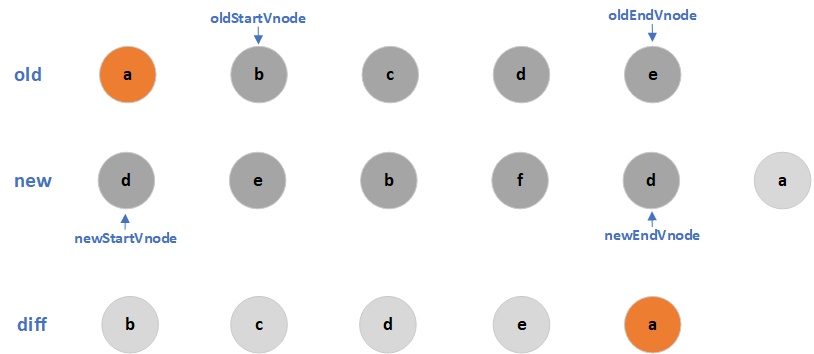 oldStartVnode oldEndVnode
old a b c d e
new d e b f d a
newStartVnode newEndVnode
diff b c d e a